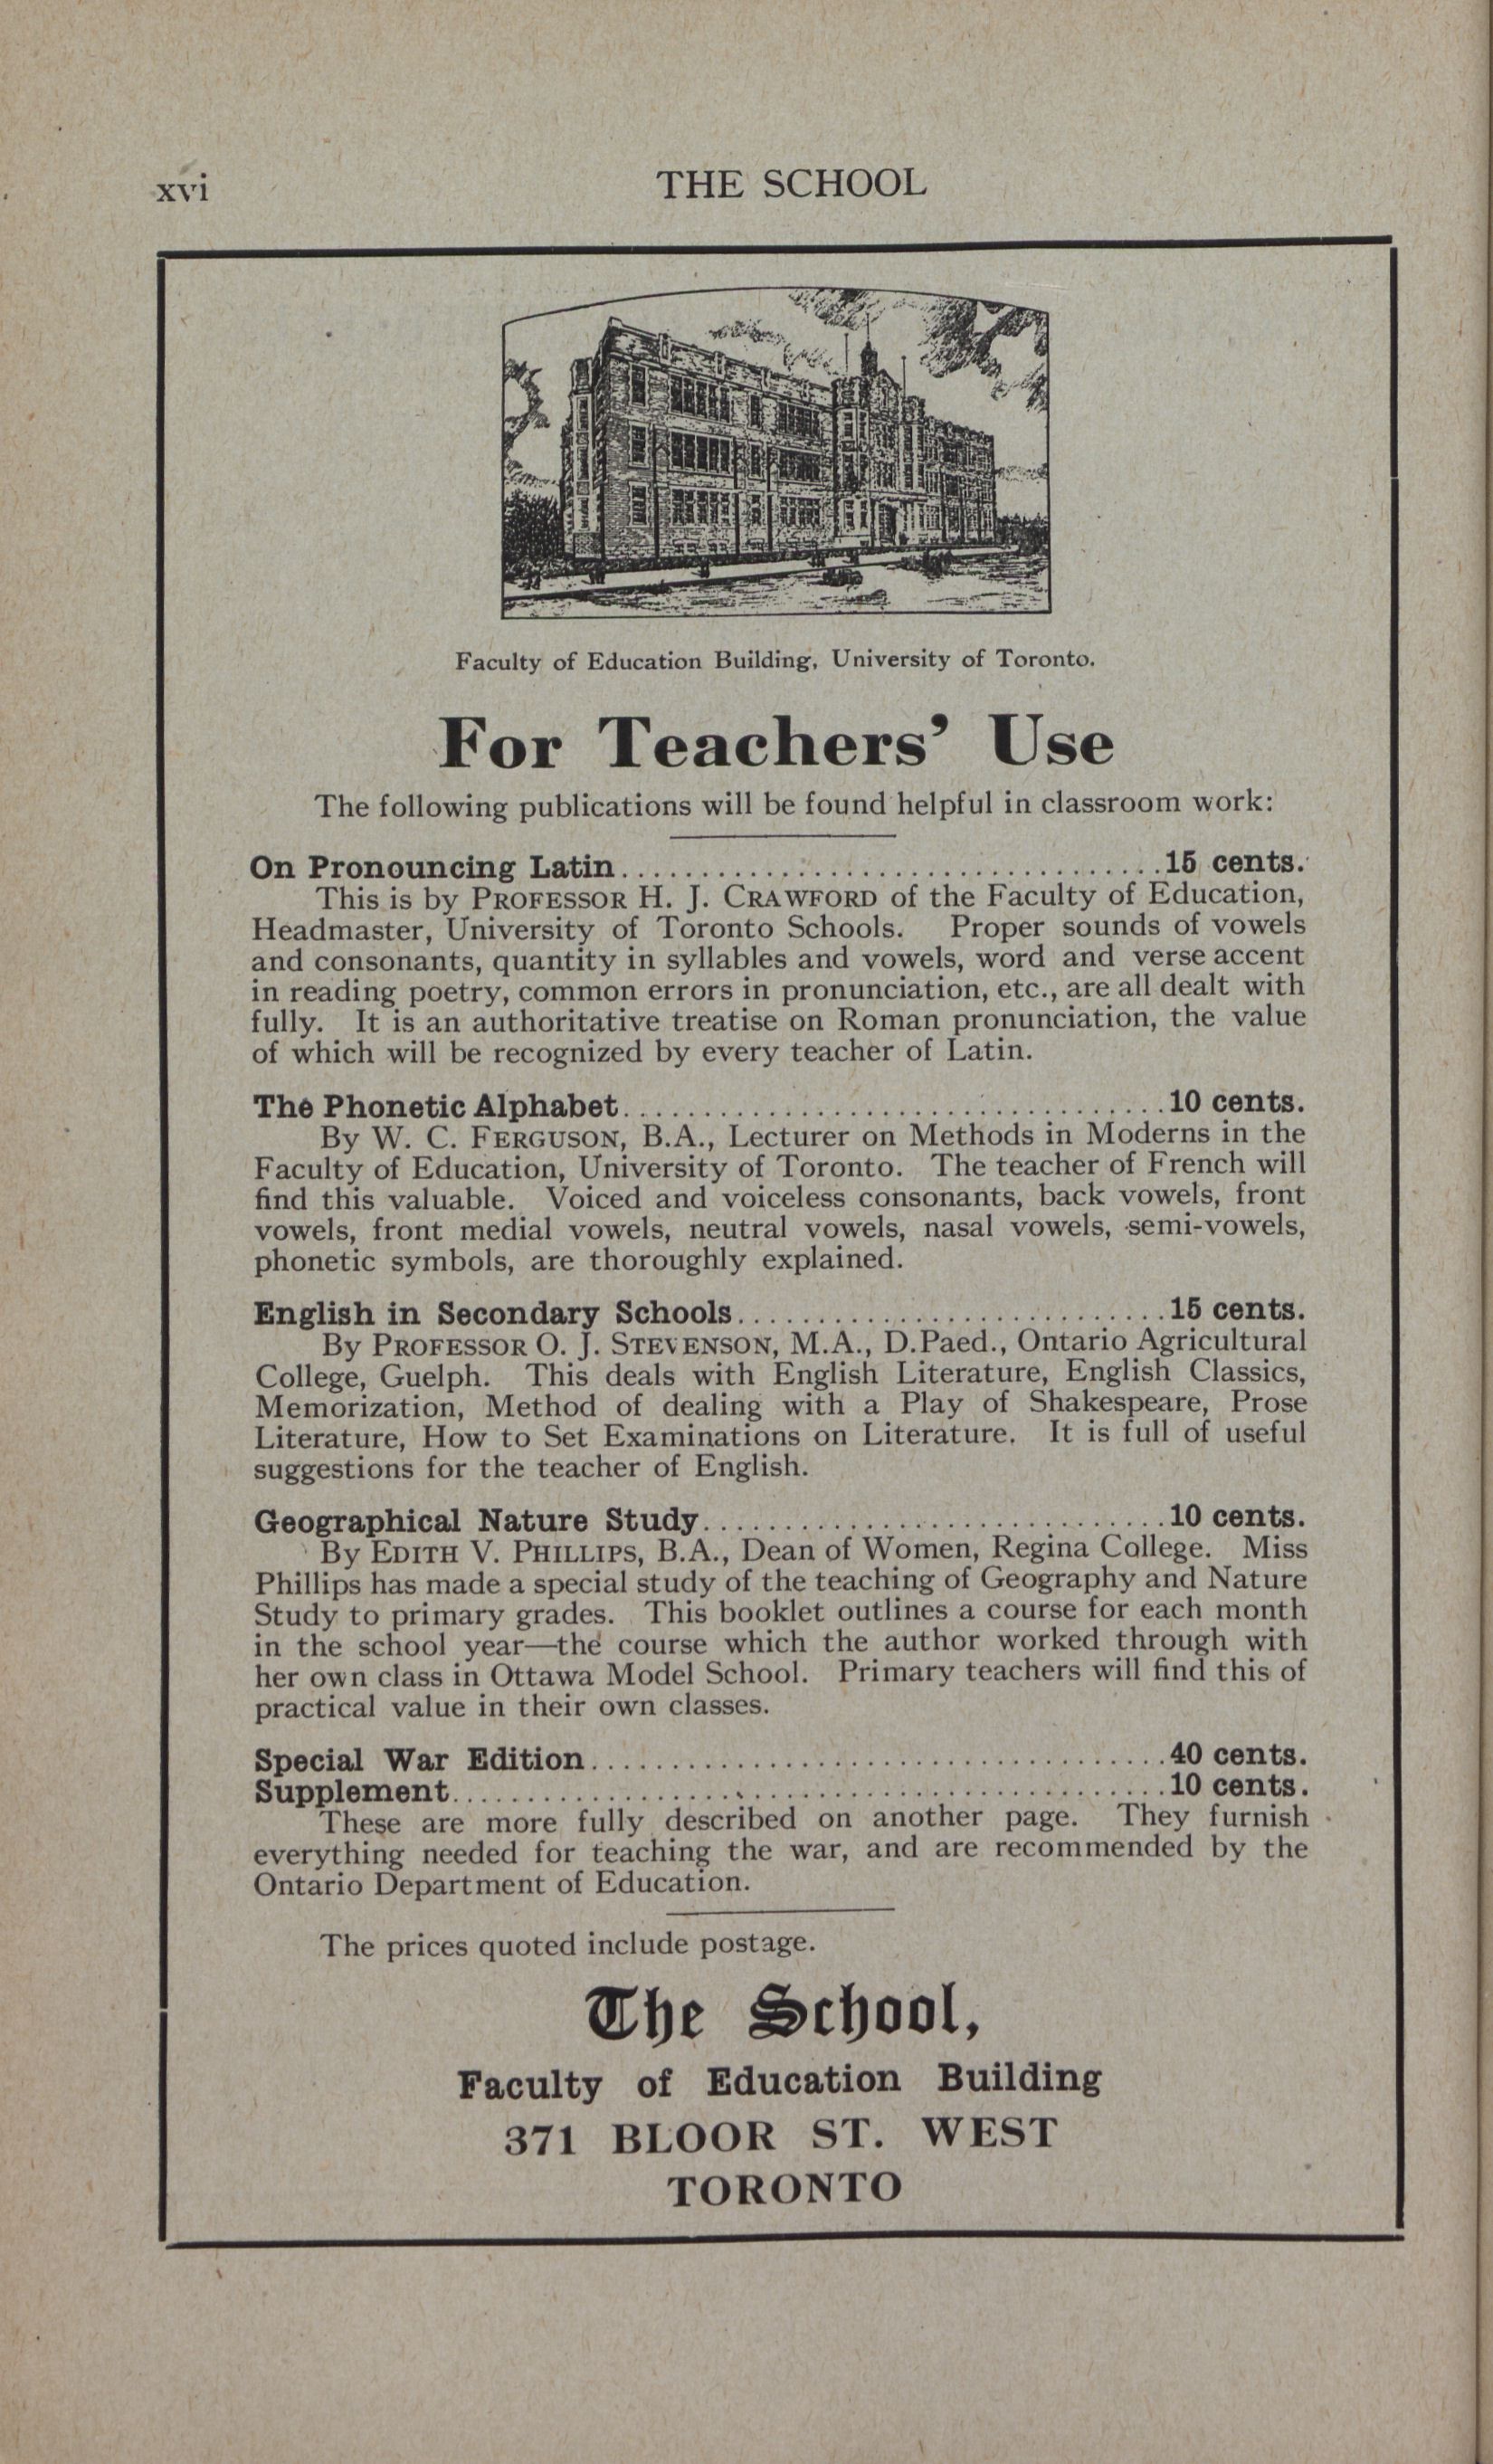 xvi
THE SCHOOL
Faculty of Education Building, University of Toronto.
For Teachers' Use
The following publications will be found helpful in classroom work:
On Pronouncing Latin..................................15 cents.
This is by PROFESSOR H. J. CRAWFORD of the Faculty of Education,
Headmaster, University of Toronto Schools. Proper sounds of vowels
and consonants, quantity in syllables and vowels, word and verse accent
in reading poetry, common errors in pronunciation, etc., are all dealt with
fully. It is an authoritative treatise on Roman pronunciation, the value
of which will be recognized by every teacher of Latin.
The Phonetic Alphabet..................................10 cents.
By W. C. FERGUSON, B.A., Lecturer on Methods in Moderns in the
Faculty of Education, University of Toronto. The teacher of French will
find this valuable. Voiced and voiceless consonants, back vowels, front
vowels, front medial vowels, neutral vowels, nasal vowels, semi-vowels,
phonetic symbols, are thoroughly explained.
English in Secondary Schools...........................15 cents.
By PROFESSOR O. J. STEVENSON, M.A., D.Paed., Ontario Agricultural
College, Guelph. This deals with English Literature, English Classics,
Memorization, Method of dealing with a Play of Shakespeare, Prose
Literature, How to Set Examinations on Literature. It is full of useful
suggestions for the teacher of English.
Geographical Nature Study.............................10 cents.
By EDITH V. PHILLIPS, B.A., Dean of Women, Regina College. Miss
Phillips has made a special study of the teaching of Geography and Nature
Study to primary grades. This booklet outlines a course for each month
in the school year—the course which the author worked through with
her own class in Ottawa Model School. Primary teachers will find this of
practical value in their own classes.
Special War Edition....................................40 cents.
Supplement.............................................10 cents.
These are more fully described on another page. They furnish
everything needed for teaching the war, and are recommended by the
Ontario Department of Education.
The prices quoted include postage.
The School,
Faculty of Education Building
371 BLOOR ST. WEST
TORONTO